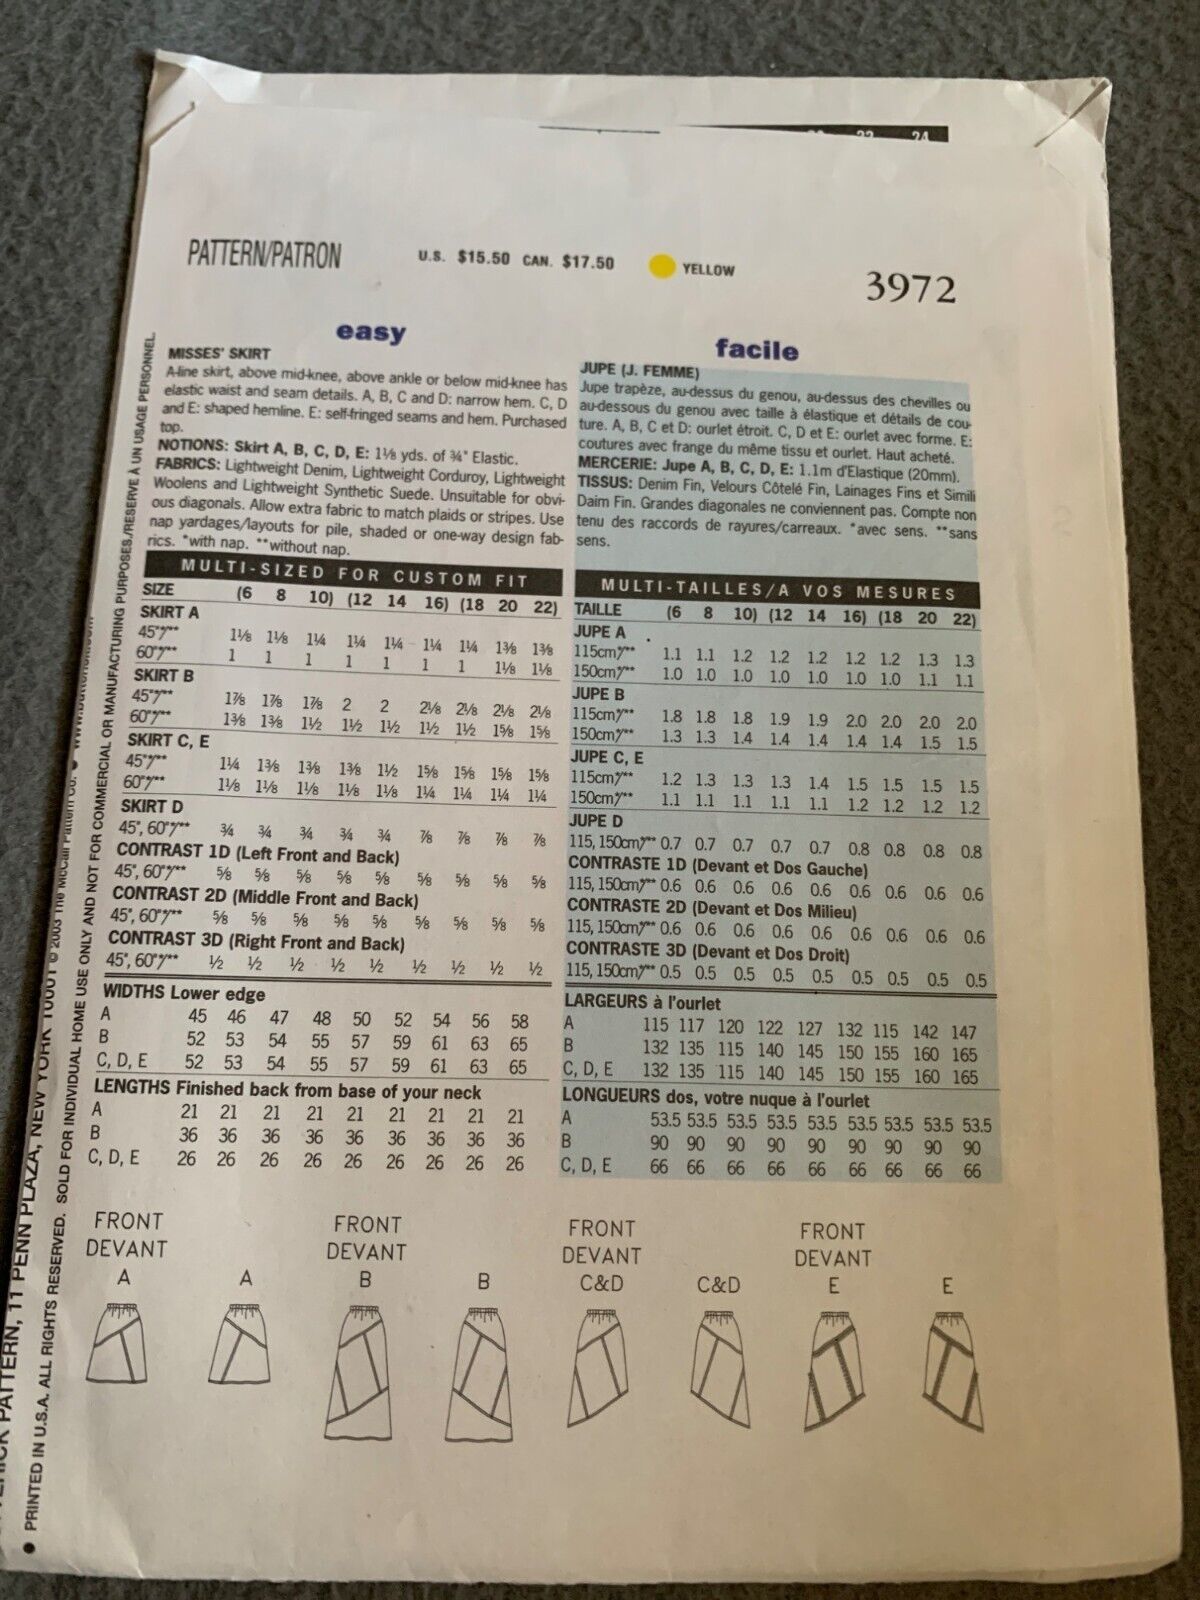 22 24
PATTERN/PATRON
U.S. $15.50 CAN. $17.50
YELLOW
3972
easy
MISSES' SKIRT
A-line skirt, above mid-knee, above ankle or below mid-knee has
elastic waist and seam details. A, B, C and D: narrow hem. C, D
and E: shaped hemline. E: self-fringed seams and hem. Purchased
top.
NOTIONS: Skirt A, B, C, D, E: 1⅛ yds. of ¾" Elastic.
FABRICS: Lightweight Denim, Lightweight Corduroy, Lightweight
Woolens and Lightweight Synthetic Suede. Unsuitable for obvi-
ous diagonals. Allow extra fabric to match plaids or stripes. Use
nap yardages/layouts for pile, shaded or one-way design fab-
rics. *with nap. **without nap.
MULTI-SIZED FOR CUSTOM FIT
SIZE (6 8 10) (12 14 16) (18 20 22)
SKIRT A
45"*/** 1⅛ 1⅛ 1¼ 1¼ 1¼ 1¼ 1¼ 1⅜ 1⅜
60"*/** 1 1 1 1 1 1 1 1⅛ 1⅛
SKIRT B
45"*/** 1⅞ 1⅞ 1⅞ 2 2 2⅛ 2⅛ 2⅛ 2⅛
60"*/** 1⅜ 1⅜ 1½ 1½ 1½ 1½ 1½ 1⅝ 1⅝
SKIRT C, E
45"*/** 1¼ 1⅜ 1⅜ 1⅜ 1½ 1⅝ 1⅝ 1⅝ 1⅝
60"*/** 1⅛ 1⅛ 1⅛ 1⅛ 1⅛ 1¼ 1¼ 1¼ 1¼
SKIRT D
45", 60"*/** ¾ ¾ ¾ ¾ ¾ ⅞ ⅞ ⅞ ⅞
CONTRAST 1D (Left Front and Back)
45", 60"*/** ⅝ ⅝ ⅝ ⅝ ⅝ ⅝ ⅝ ⅝ ⅝
CONTRAST 2D (Middle Front and Back)
45", 60"*/** ⅝ ⅝ ⅝ ⅝ ⅝ ⅝ ⅝ ⅝ ⅝
CONTRAST 3D (Right Front and Back)
45", 60"*/** ½ ½ ½ ½ ½ ½ ½ ½ ½
WIDTHS Lower edge
A 45 46 47 48 50 52 54 56 58
B 52 53 54 55 57 59 61 63 65
C, D, E 52 53 54 55 57 59 61 63 65
LENGTHS Finished back from base of your neck
A 21 21 21 21 21 21 21 21 21
B 36 36 36 36 36 36 36 36 36
C, D, E 26 26 26 26 26 26 26 26 26
facile
JUPE (J. FEMME)
Jupe trapèze, au-dessus du genou, au-dessus des chevilles ou
au-dessous du genou avec taille à élastique et détails de cou-
ture. A, B, C et D: ourlet étroit. C, D et E: ourlet avec forme. E:
coutures avec frange du même tissu et ourlet. Haut acheté.
MERCERIE: Jupe A, B, C, D, E: 1.1m d'Elastique (20mm).
TISSUS: Denim Fin, Velours Côtelé Fin, Lainages Fins et Simili
Daim Fin. Grandes diagonales ne conviennent pas. Compte non
tenu des raccords de rayures/carreaux. *avec sens. **sans
sens.
MULTI-TAILLES/A VOS MESURES
TAILLE (6 8 10) (12 14 16) (18 20 22)
JUPE A
115cm*/** 1.1 1.1 1.2 1.2 1.2 1.2 1.2 1.3 1.3
150cm*/** 1.0 1.0 1.0 1.0 1.0 1.0 1.0 1.1 1.1
JUPE B
115cm*/** 1.8 1.8 1.8 1.9 1.9 2.0 2.0 2.0 2.0
150cm*/** 1.3 1.3 1.4 1.4 1.4 1.4 1.4 1.5 1.5
JUPE C, E
115cm*/** 1.2 1.3 1.3 1.3 1.4 1.5 1.5 1.5 1.5
150cm*/** 1.1 1.1 1.1 1.1 1.1 1.2 1.2 1.2 1.2
JUPE D
115, 150cm*/** 0.7 0.7 0.7 0.7 0.7 0.8 0.8 0.8 0.8
CONTRASTE 1D (Devant et Dos Gauche)
115, 150cm*/** 0.6 0.6 0.6 0.6 0.6 0.6 0.6 0.6 0.6
CONTRASTE 2D (Devant et Dos Milieu)
115, 150cm*/** 0.6 0.6 0.6 0.6 0.6 0.6 0.6 0.6 0.6
CONTRASTE 3D (Devant et Dos Droit)
115, 150cm*/** 0.5 0.5 0.5 0.5 0.5 0.5 0.5 0.5 0.5
LARGEURS à l'ourlet
A 115 117 120 122 127 132 115 142 147
B 132 135 115 140 145 150 155 160 165
C, D, E 132 135 115 140 145 150 155 160 165
LONGUEURS dos, votre nuque à l'ourlet
A 53.5 53.5 53.5 53.5 53.5 53.5 53.5 53.5 53.5
B 90 90 90 90 90 90 90 90 90
C, D, E 66 66 66 66 66 66 66 66 66
FRONT
DEVANT
A A
FRONT
DEVANT
B B
FRONT
DEVANT
C&D C&D
FRONT
DEVANT
E E
PATTERN, 11 PENN PLAZA, NEW YORK 10001 © 2003 The McCall Pattern Co. •
• PRINTED IN U.S.A. ALL RIGHTS RESERVED. SOLD FOR INDIVIDUAL HOME USE ONLY AND NOT FOR COMMERCIAL OR MANUFACTURING PURPOSES./RESERVE À UN USAGE PERSONNEL.